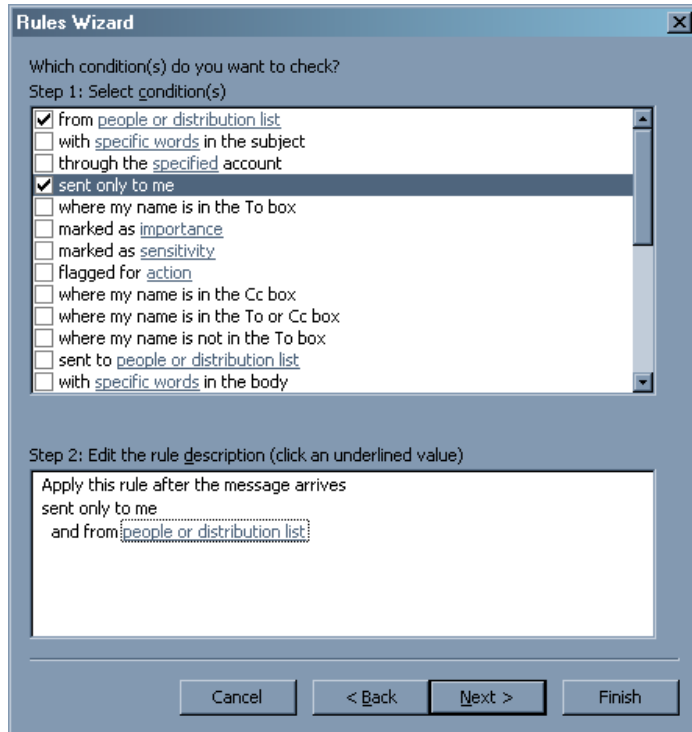 Rules Wizard
Which condition(s) do you want to check?
Step 1: Select condition(s)
from people or distribution list
with specific words in the subject
through the specified account
sent only to me
where my name is in the To box
marked as importance
marked as sensitivity
flagged for action
where my name is in the Cc box
where my name is in the To or Cc box
where my name is not in the To box
sent to people or distribution list
with specific words in the body
Step 2: Edit the rule description (click an underlined value)
Apply this rule after the message arrives
sent only to me
and from people or distribution list
Cancel
< Back
Next >
Finish